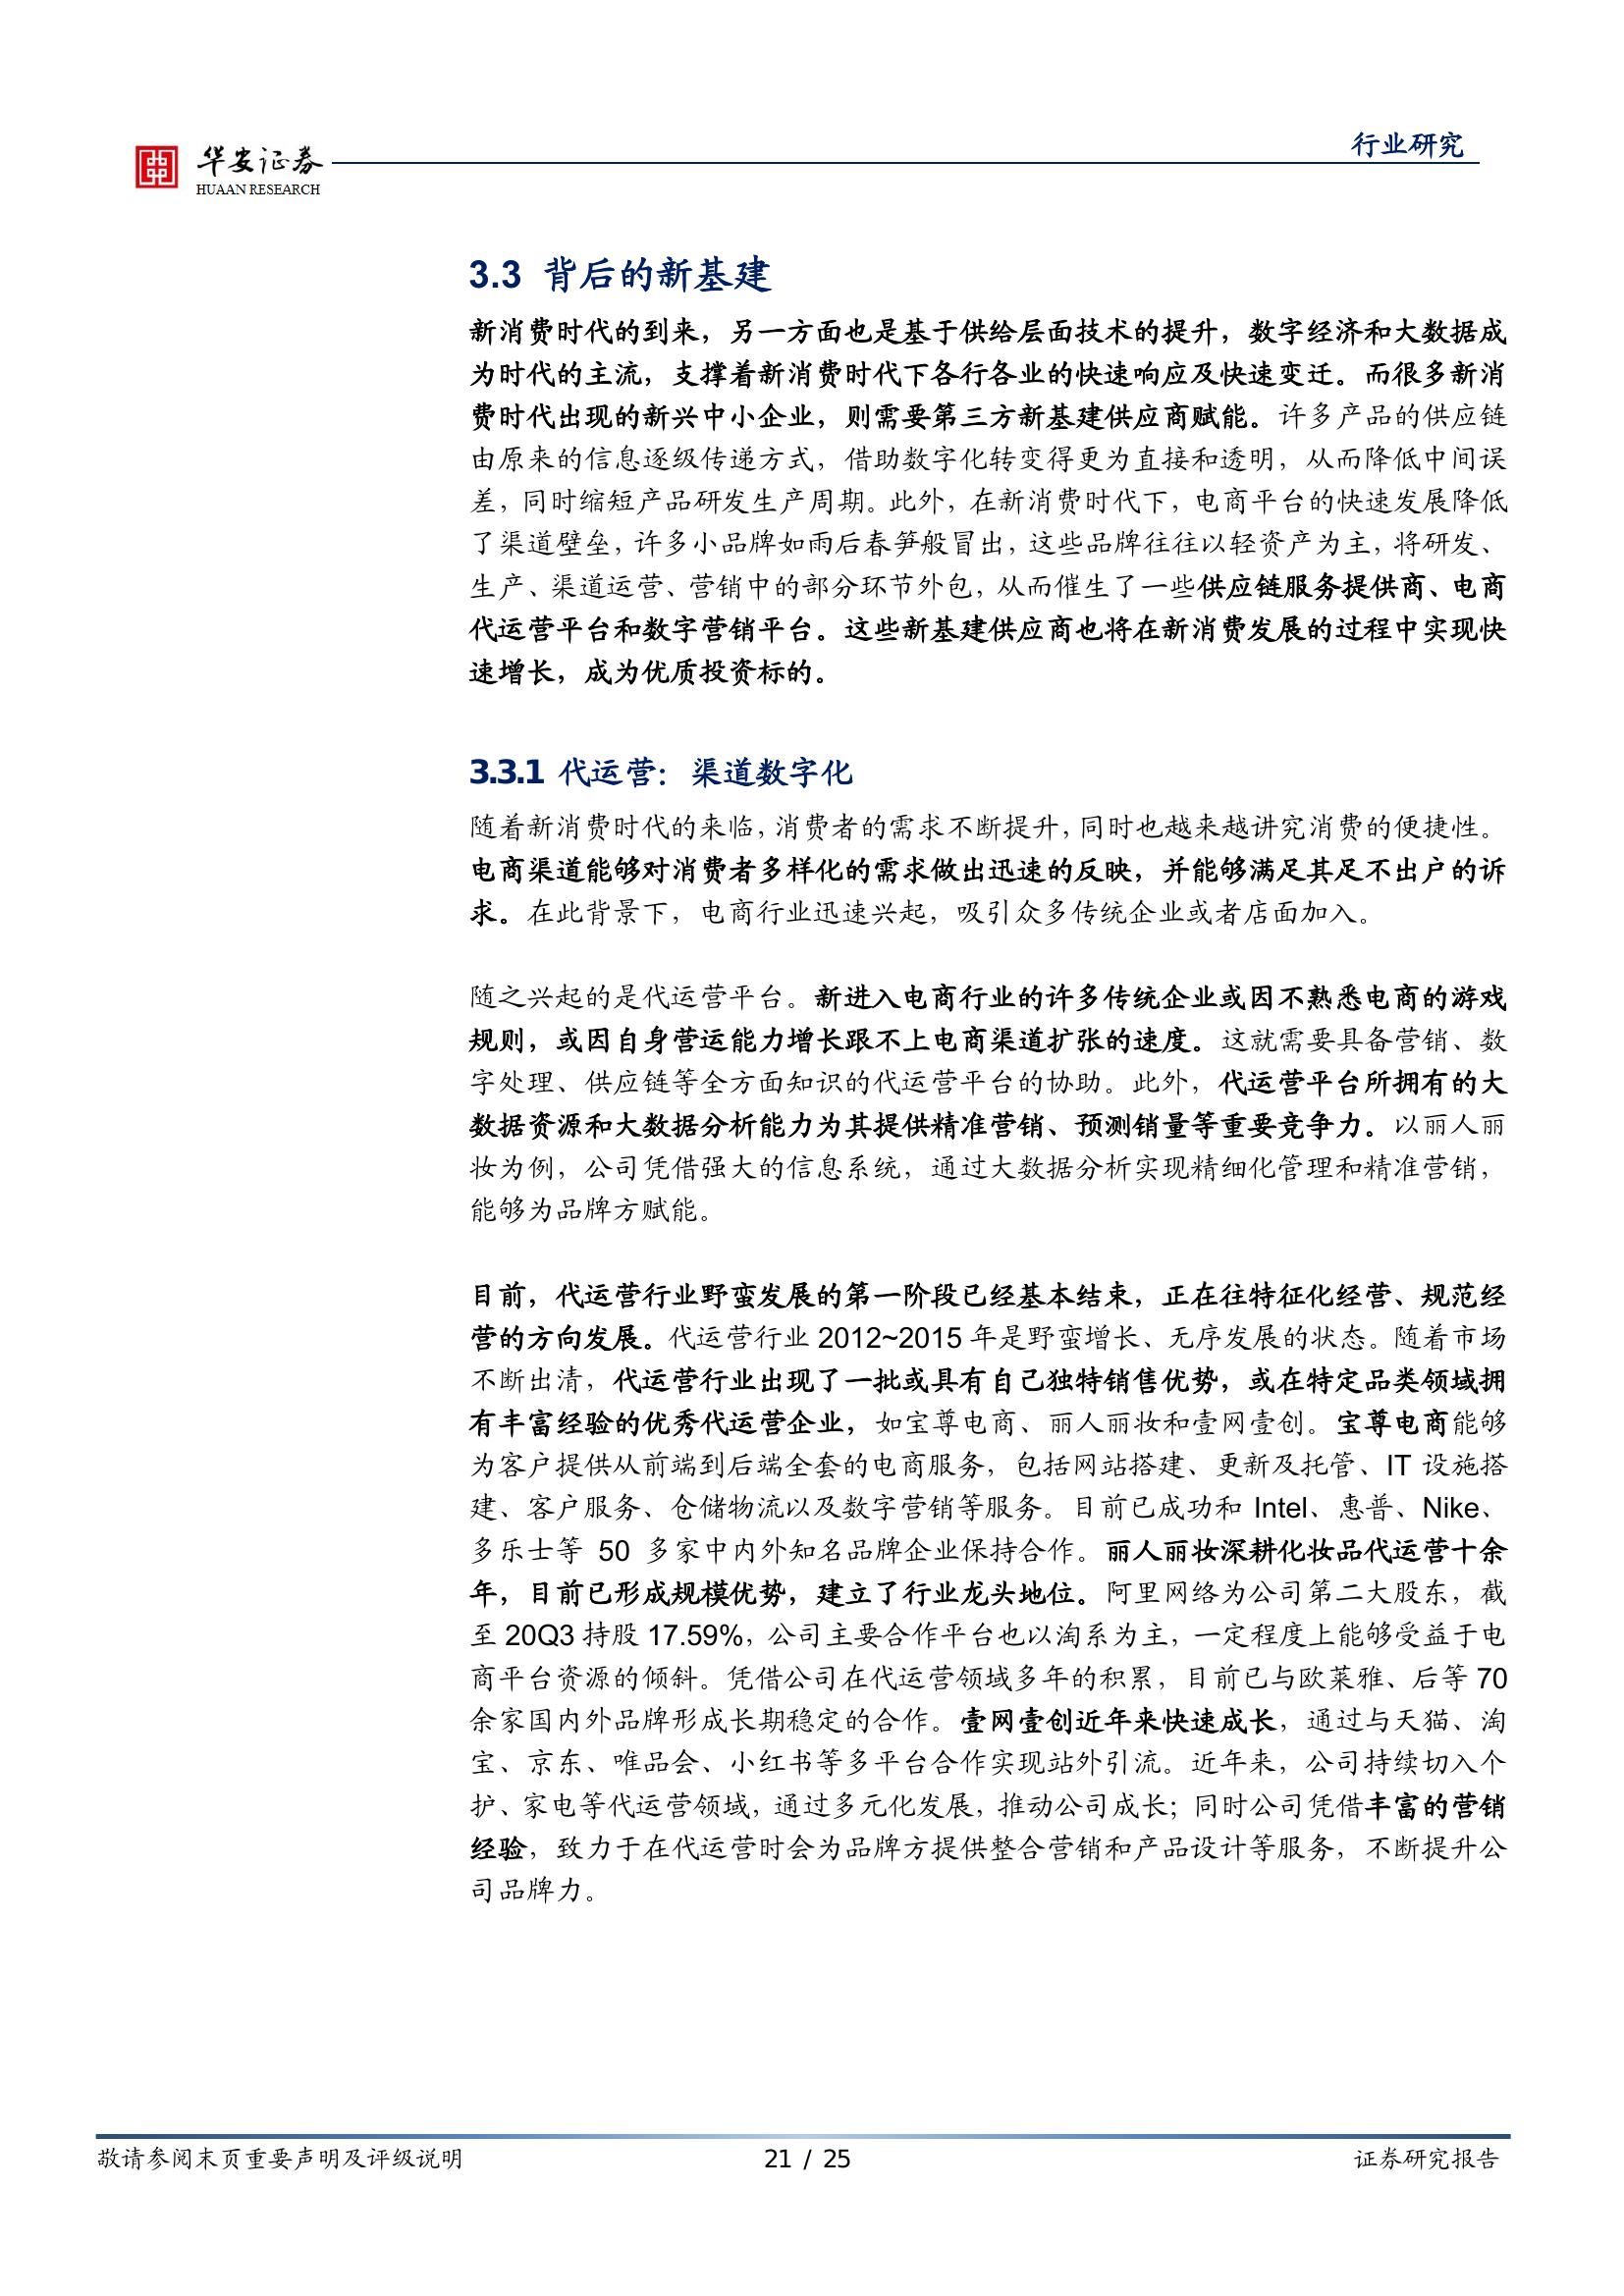 行业研究
华安证券
HUAAN RESEARCH
3.3 背后的新基建
新消费时代的到来，另一方面也是基于供给层面技术的提升，数字经济和大数据成
为时代的主流，支撑着新消费时代下各行各业的快速响应及快速变迁。而很多新消
费时代出现的新兴中小企业，则需要第三方新基建供应商赋能。许多产品的供应链
由原来的信息逐级传递方式，借助数字化转变得更为直接和透明，从而降低中间误
差，同时缩短产品研发生产周期。此外，在新消费时代下，电商平台的快速发展降低
了渠道壁垒，许多小品牌如雨后春笋般冒出，这些品牌往往以轻资产为主，将研发、
生产、渠道运营、营销中的部分环节外包，从而催生了一些供应链服务提供商、电商
代运营平台和数字营销平台。这些新基建供应商也将在新消费发展的过程中实现快
速增长，成为优质投资标的。
3.3.1 代运营：渠道数字化
随着新消费时代的来临，消费者的需求不断提升，同时也越来越讲究消费的便捷性。
电商渠道能够对消费者多样化的需求做出迅速的反映，并能够满足其足不出户的诉
求。在此背景下，电商行业迅速兴起，吸引众多传统企业或者店面加入。
随之兴起的是代运营平台。新进入电商行业的许多传统企业或因不熟悉电商的游戏
规则，或因自身营运能力增长跟不上电商渠道扩张的速度。这就需要具备营销、数
字处理、供应链等全方面知识的代运营平台的协助。此外，代运营平台所拥有的大
数据资源和大数据分析能力为其提供精准营销、预测销量等重要竞争力。以丽人丽
妆为例，公司凭借强大的信息系统，通过大数据分析实现精细化管理和精准营销，
能够为品牌方赋能。
目前，代运营行业野蛮发展的第一阶段已经基本结束，正在往特征化经营、规范经
营的方向发展。代运营行业 2012~2015 年是野蛮增长、无序发展的状态。随着市场
不断出清，代运营行业出现了一批或具有自己独特销售优势，或在特定品类领域拥
有丰富经验的优秀代运营企业，如宝尊电商、丽人丽妆和壹网壹创。宝尊电商能够
为客户提供从前端到后端全套的电商服务，包括网站搭建、更新及托管、IT 设施搭
建、客户服务、仓储物流以及数字营销等服务。目前已成功和 Intel、惠普、Nike、
多乐士等 50 多家中内外知名品牌企业保持合作。丽人丽妆深耕化妆品代运营十余
年，目前已形成规模优势，建立了行业龙头地位。阿里网络为公司第二大股东，截
至 20Q3 持股 17.59%，公司主要合作平台也以淘系为主，一定程度上能够受益于电
商平台资源的倾斜。凭借公司在代运营领域多年的积累，目前已与欧莱雅、后等 70
余家国内外品牌形成长期稳定的合作。壹网壹创近年来快速成长，通过与天猫、淘
宝、京东、唯品会、小红书等多平台合作实现站外引流。近年来，公司持续切入个
护、家电等代运营领域，通过多元化发展，推动公司成长；同时公司凭借丰富的营销
经验，致力于在代运营时会为品牌方提供整合营销和产品设计等服务，不断提升公
司品牌力。
敬请参阅末页重要声明及评级说明
21 / 25
证券研究报告